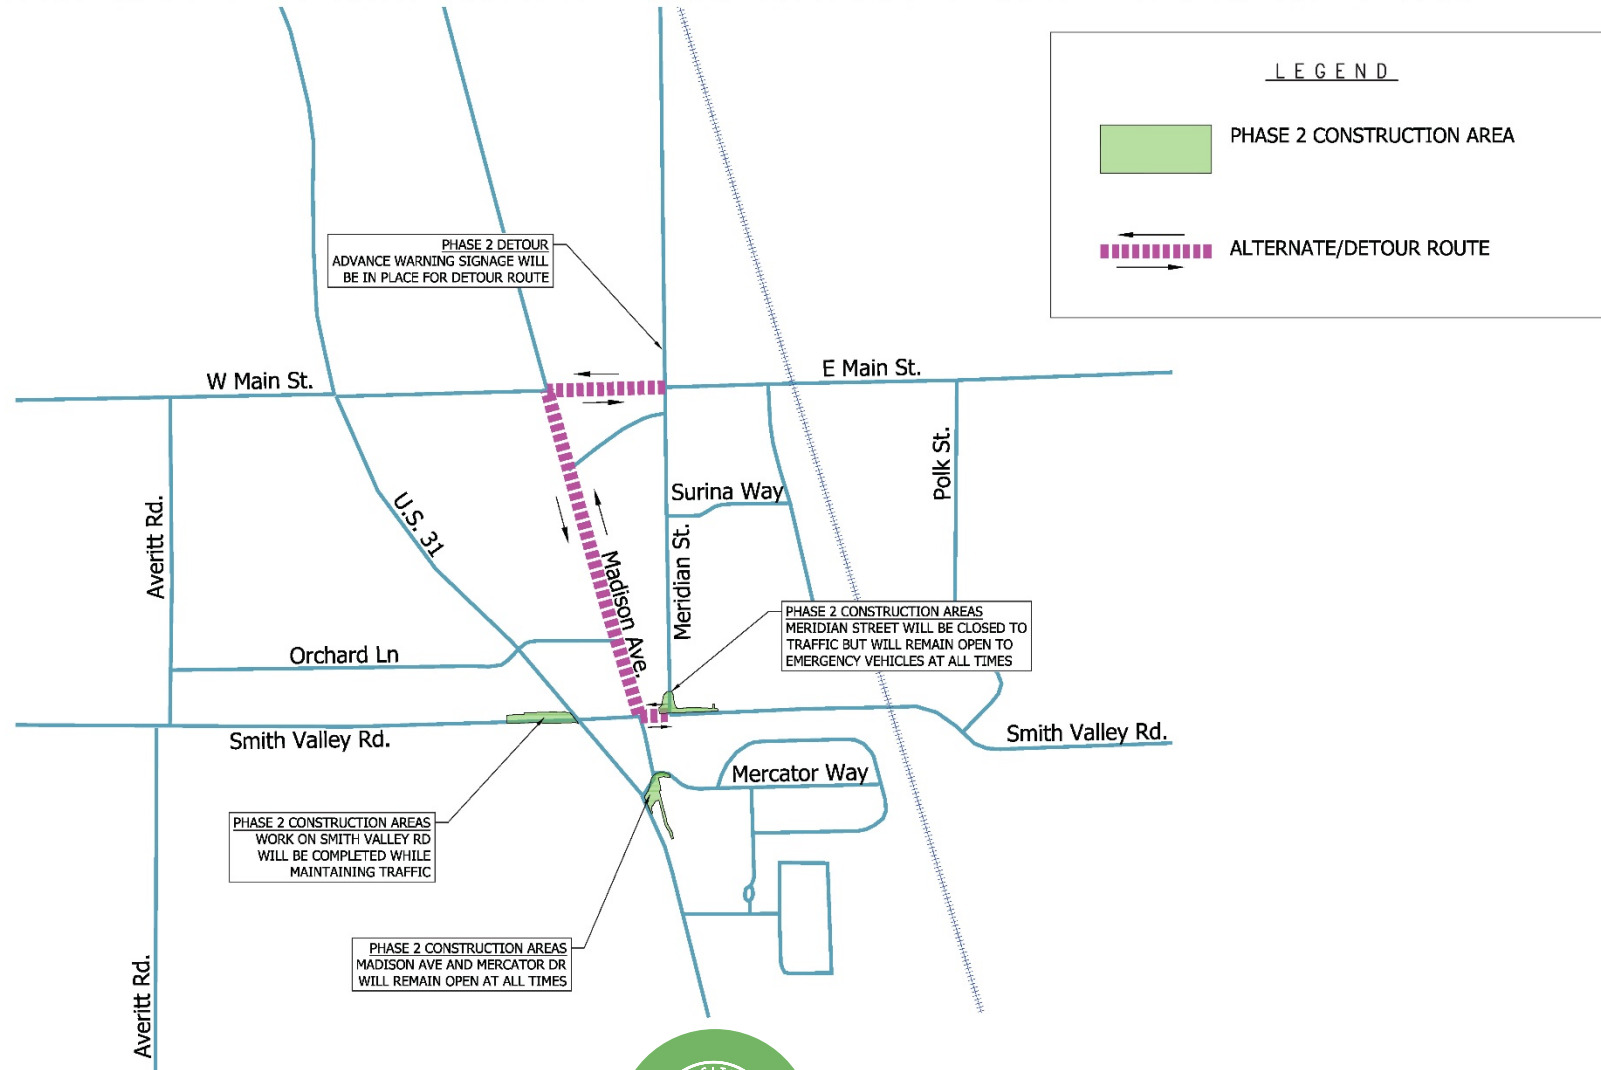 LEGEND
PHASE 2 CONSTRUCTION AREA
ALTERNATE/DETOUR ROUTE
PHASE 2 DETOUR
ADVANCE WARNING SIGNAGE WILL
BE IN PLACE FOR DETOUR ROUTE
W Main St.
E Main St.
Averitt Rd.
U.S. 31
Surina Way
Polk St.
Meridian St.
Madison Ave.
PHASE 2 CONSTRUCTION AREAS
MERIDIAN STREET WILL BE CLOSED TO
TRAFFIC BUT WILL REMAIN OPEN TO
EMERGENCY VEHICLES AT ALL TIMES
Orchard Ln
Smith Valley Rd.
Smith Valley Rd.
Mercator Way
PHASE 2 CONSTRUCTION AREAS
WORK ON SMITH VALLEY RD
WILL BE COMPLETED WHILE
MAINTAINING TRAFFIC
PHASE 2 CONSTRUCTION AREAS
MADISON AVE AND MERCATOR DR
WILL REMAIN OPEN AT ALL TIMES
Averitt Rd.